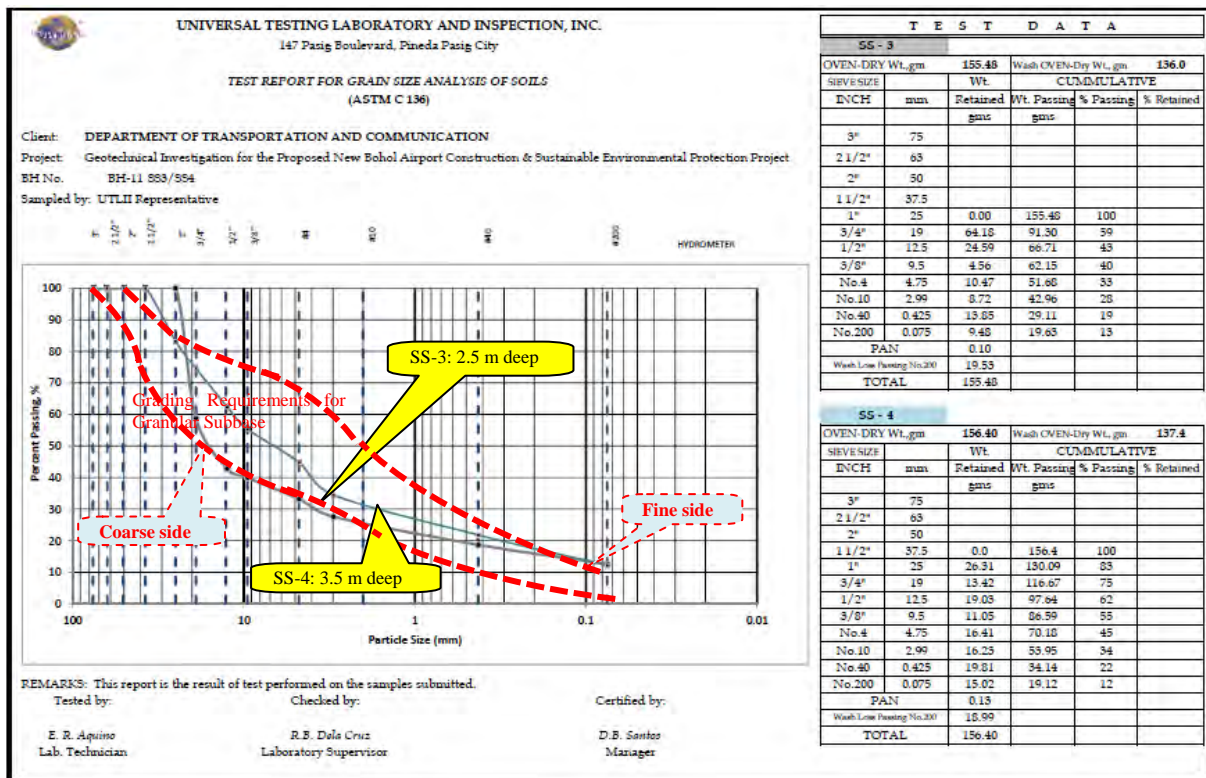 UNIVERSAL TESTING LABORATORY AND INSPECTION, INC.
147 Pasig Boulevard, Pineda Pasig City
TEST REPORT FOR GRAIN SIZE ANALYSIS OF SOILS
(ASTM C 136)
Client: DEPARTMENT OF TRANSPORTATION AND COMMUNICATION
Project: Geotechnical Investigation for the Proposed New Bohol Airport Construction & Sustainable Environmental Protection Project
BH No. BH-11 SS3/SS4
Sampled by: UTLII Representative
3" 2 1/2" 2" 1 1/2" 1" 3/4" 1/2" 3/8" #4 #10 #40 #200 HYDROMETER
Percent Passing, %
100
90
80
70
60
50
40
30
20
10
0
SS-3: 2.5 m deep
Grading Requirements for
Granular Subbase
Coarse side
Fine side
SS-4: 3.5 m deep
100 10 1 0.1 0.01
Particle Size (mm)
REMARKS: This report is the result of test performed on the samples submitted.
Tested by: Checked by: Certified by:
E. R. Aquino R.B. Dala Cruz D.B. Santos
Lab. Technician Laboratory Supervisor Manager
T E S T D A T A
SS - 3
OVEN-DRY Wt.,gm 155.48 Wash OVEN-Dry Wt., gm 136.0
SIEVE SIZE Wt. CUMMULATIVE
INCH mm Retained Wt. Passing % Passing % Retained
gms gms
3" 75
2 1/2" 63
2" 50
1 1/2" 37.5
1" 25 0.00 155.48 100
3/4" 19 64.18 91.30 59
1/2" 12.5 24.59 66.71 43
3/8" 9.5 4.56 62.15 40
No.4 4.75 10.47 51.68 33
No.10 2.99 8.72 42.96 28
No.40 0.425 13.85 29.11 19
No.200 0.075 9.48 19.63 13
PAN 0.10
Wash Loss Passing No.200 19.53
TOTAL 155.48
SS - 4
OVEN-DRY Wt.,gm 156.40 Wash OVEN-Dry Wt., gm 137.4
SIEVE SIZE Wt. CUMMULATIVE
INCH mm Retained Wt. Passing % Passing % Retained
gms gms
3" 75
2 1/2" 63
2" 50
1 1/2" 37.5 0.0 156.4 100
1" 25 26.31 130.09 83
3/4" 19 13.42 116.67 75
1/2" 12.5 19.03 97.64 62
3/8" 9.5 11.05 86.59 55
No.4 4.75 16.41 70.18 45
No.10 2.99 16.23 53.95 34
No.40 0.425 19.81 34.14 22
No.200 0.075 15.02 19.12 12
PAN 0.13
Wash Loss Passing No.200 18.99
TOTAL 156.40